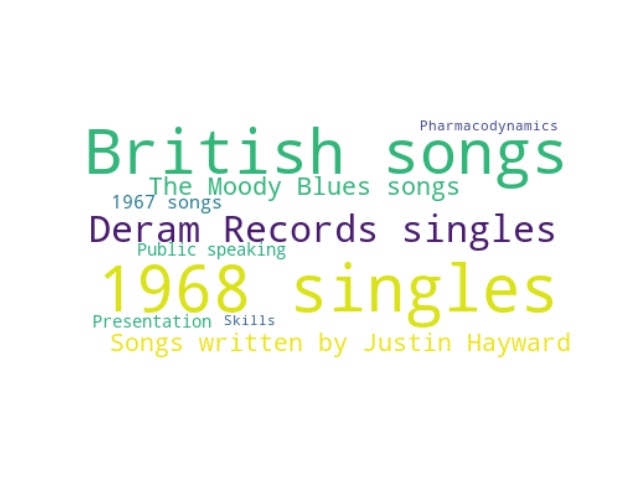 Pharmacodynamics
British songs
The Moody Blues songs
1967 songs
Deram Records singles
Public speaking
1968 singles
Presentation
Skills
Songs written by Justin Hayward